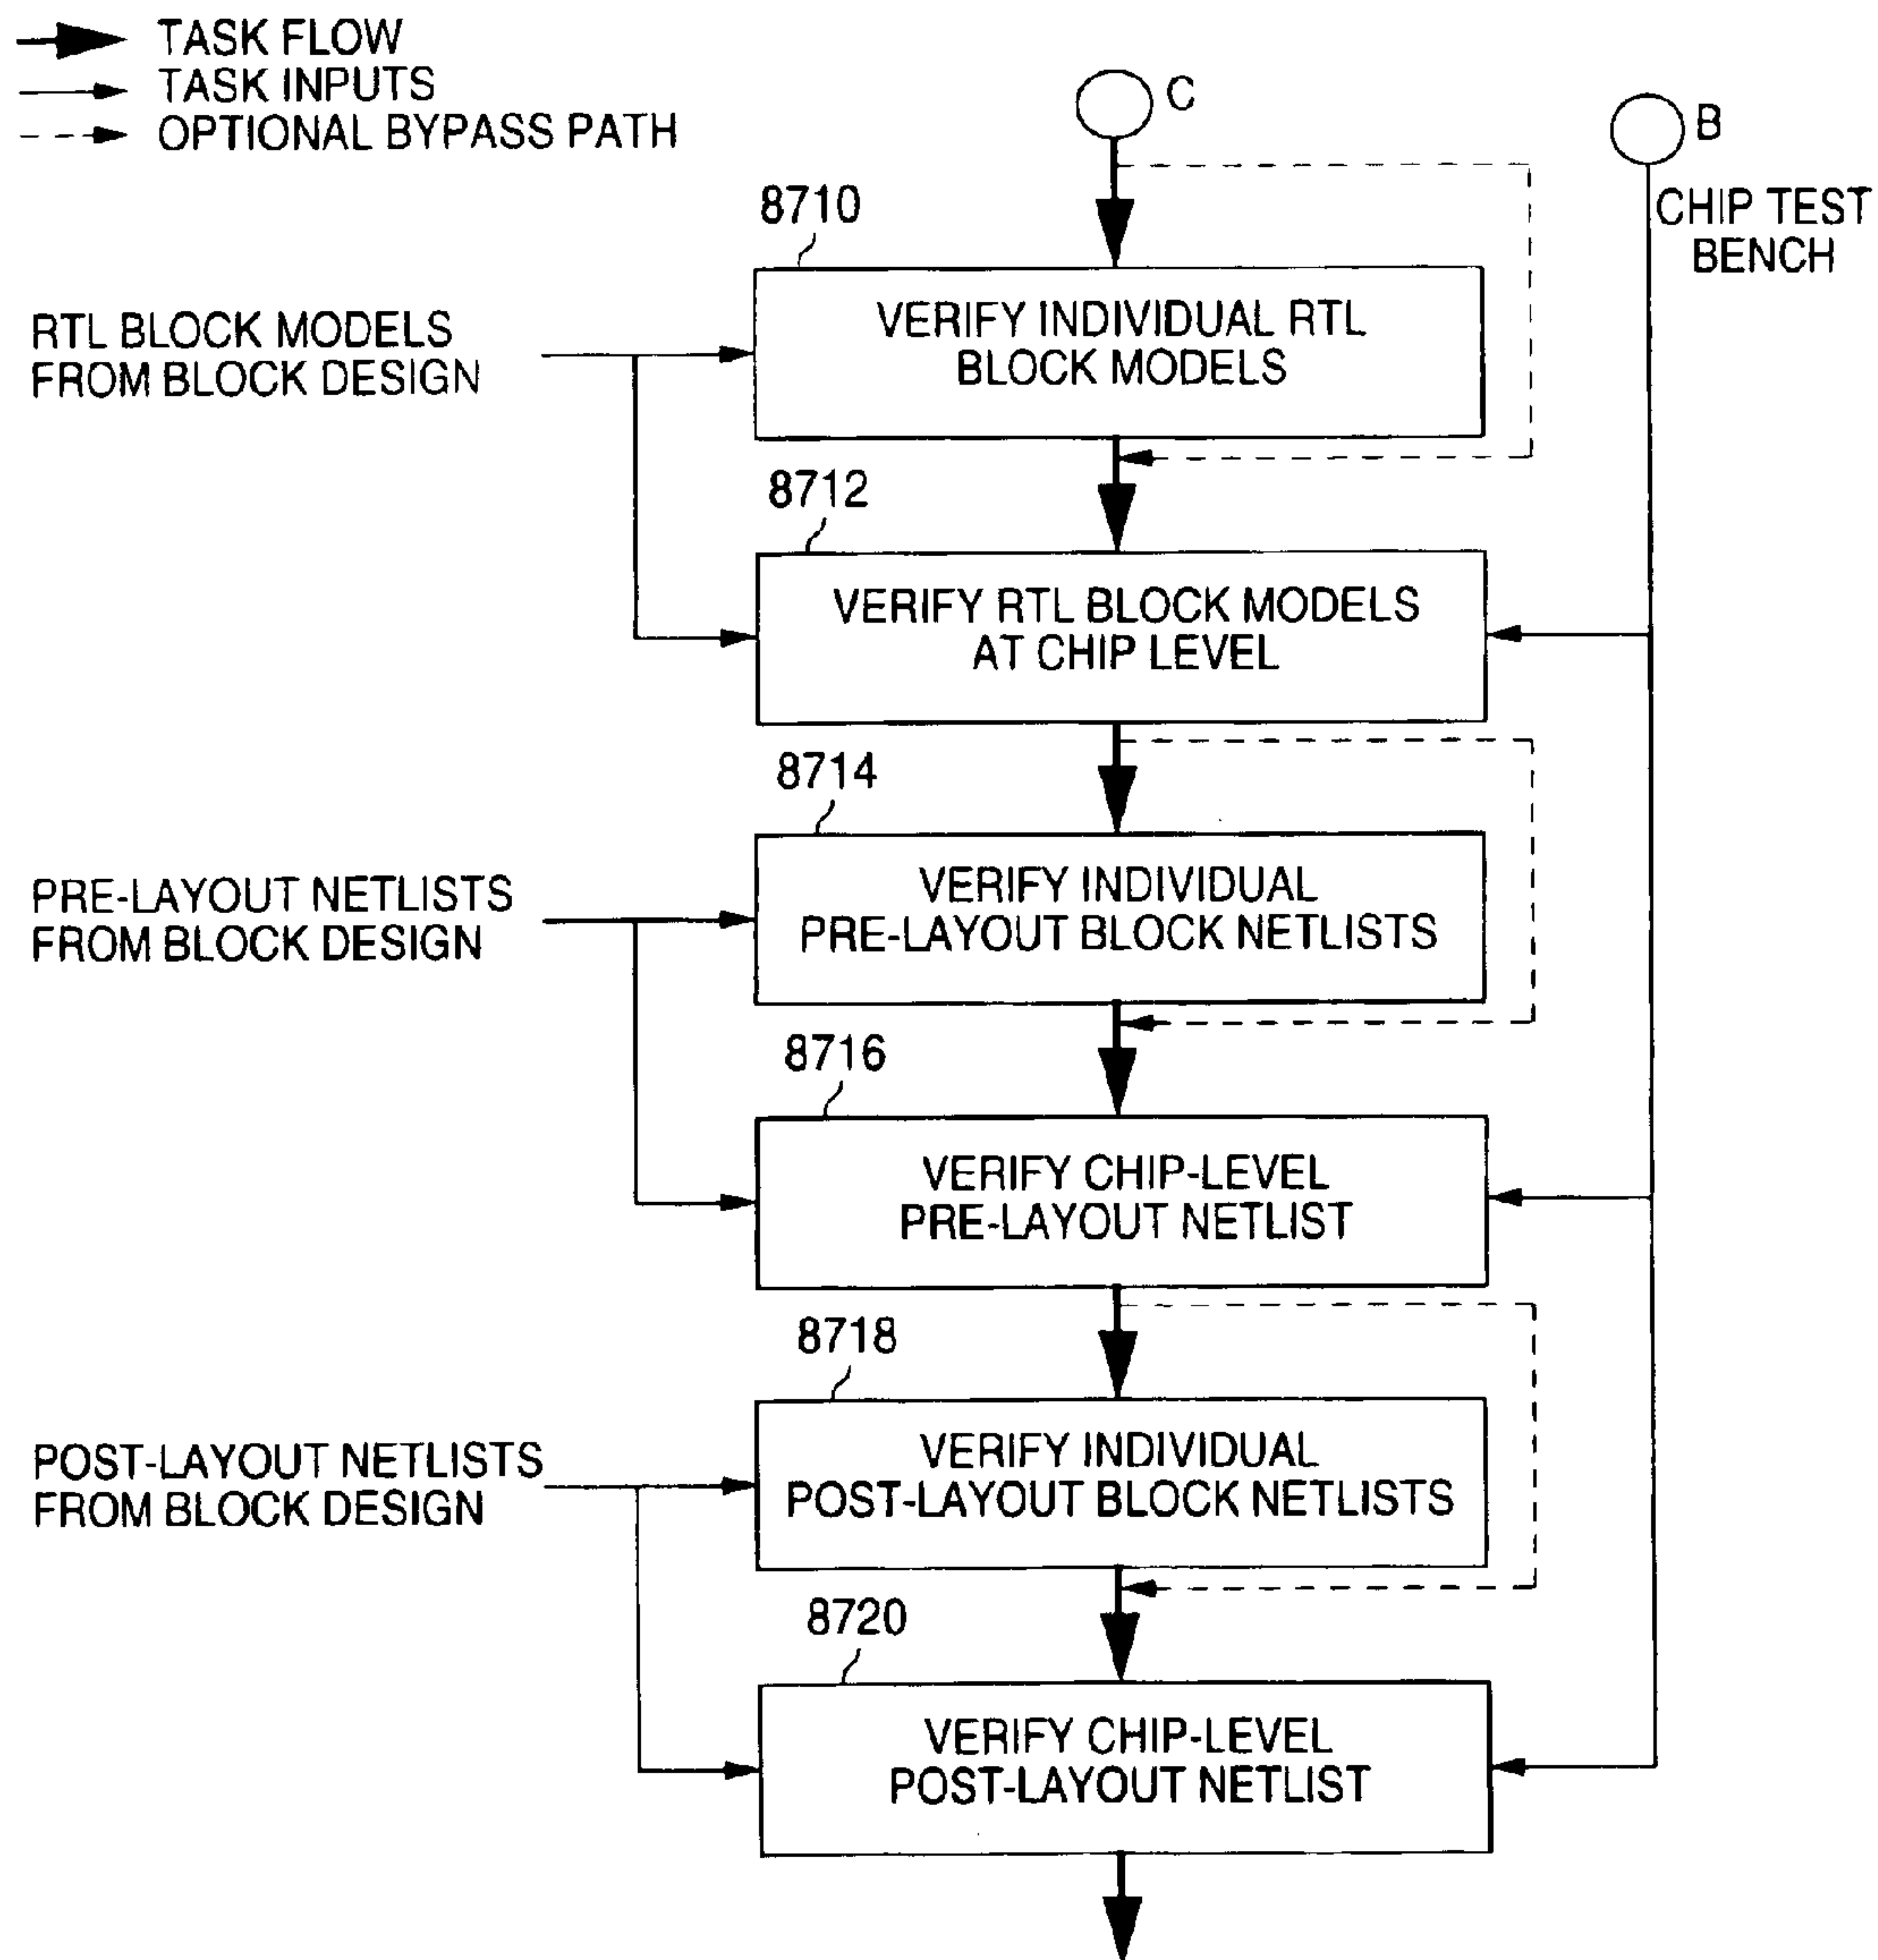 TASK FLOW
TASK INPUTS
OPTIONAL BYPASS PATH
C
B
CHIP TEST
BENCH
8710
VERIFY INDIVIDUAL RTL
BLOCK MODELS
RTL BLOCK MODELS
FROM BLOCK DESIGN
8712
VERIFY RTL BLOCK MODELS
AT CHIP LEVEL
8714
VERIFY INDIVIDUAL
PRE-LAYOUT BLOCK NETLISTS
PRE-LAYOUT NETLISTS
FROM BLOCK DESIGN
8716
VERIFY CHIP-LEVEL
PRE-LAYOUT NETLIST
8718
VERIFY INDIVIDUAL
POST-LAYOUT BLOCK NETLISTS
POST-LAYOUT NETLISTS
FROM BLOCK DESIGN
8720
VERIFY CHIP-LEVEL
POST-LAYOUT NETLIST